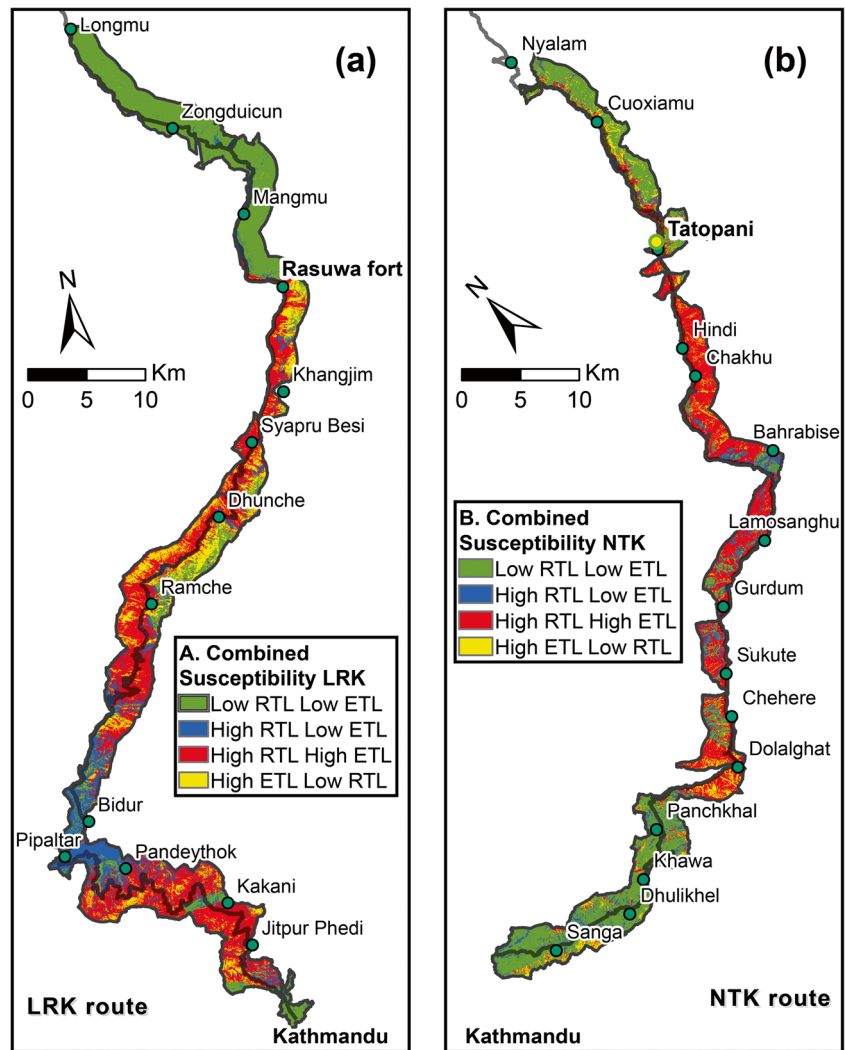 (a)
Longmu
Zongduicun
Mangmu
Rasuwa fort
N
Km
0 5 10
Khangjim
Syapru Besi
Dhunche
Ramche
A. Combined
Susceptibility LRK
Low RTL Low ETL
High RTL Low ETL
High RTL High ETL
High ETL Low RTL
Bidur
Pipaltar
Pandeythok
Kakani
Jitpur Phedi
LRK route
Kathmandu
(b)
Nyalam
Cuoxiamu
Tatopani
N
Hindi
Chakhu
Km
0 5 10
Bahrabise
Lamosanghu
B. Combined
Susceptibility NTK
Low RTL Low ETL
High RTL Low ETL
High RTL High ETL
High ETL Low RTL
Gurdum
Sukute
Chehere
Dolalghat
Panchkhal
Khawa
Dhulikhel
Sanga
NTK route
Kathmandu